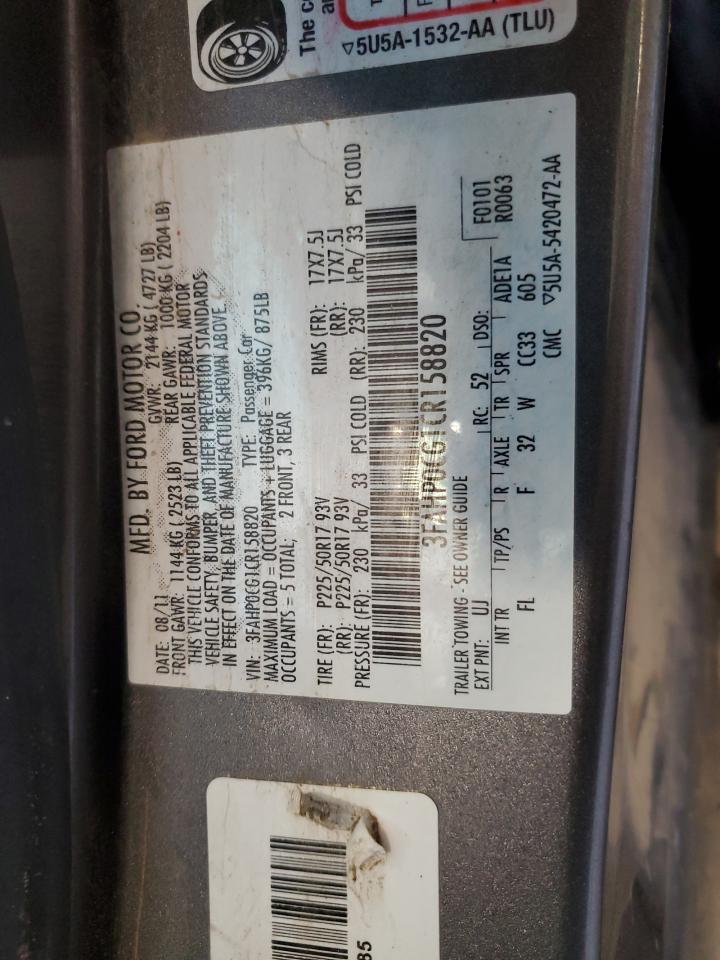 The c
a
▽5U5A-1532-AA (TLU)
MFD. BY FORD MOTOR CO.
DATE: 08/11 GVWR: 2144 KG ( 4727 LB)
FRONT GAWR: 1144 KG ( 2523 LB) REAR GAWR: 1000 KG ( 2204 LB)
THIS VEHICLE CONFORMS TO ALL APPLICABLE FEDERAL MOTOR
VEHICLE SAFETY, BUMPER, AND THEFT PREVENTION STANDARDS
IN EFFECT ON THE DATE OF MANUFACTURE SHOWN ABOVE.
VIN: 3FAHP0CG1CR158820 TYPE: Passenger Car
MAXIMUM LOAD = OCCUPANTS + LUGGAGE = 396KG/ 875LB
OCCUPANTS = 5 TOTAL; 2 FRONT, 3 REAR
TIRE (FR): P225/50R17 93V RIMS (FR): 17X7.5J
(RR): P225/50R17 93V (RR): 17X7.5J
PRESSURE (FR): 230 kPa/ 33 PSI COLD (RR): 230 kPa/ 33 PSI COLD
3FAHP0CG1CR158820
TRAILER TOWING - SEE OWNER GUIDE F0101
EXT PNT: UJ RC: 52 DSO: R0063
INT TR TP/PS R AXLE TR SPR ADE1A
FL F 32 W CC33 605
CMC ▽5U5A-5420472-AA
85